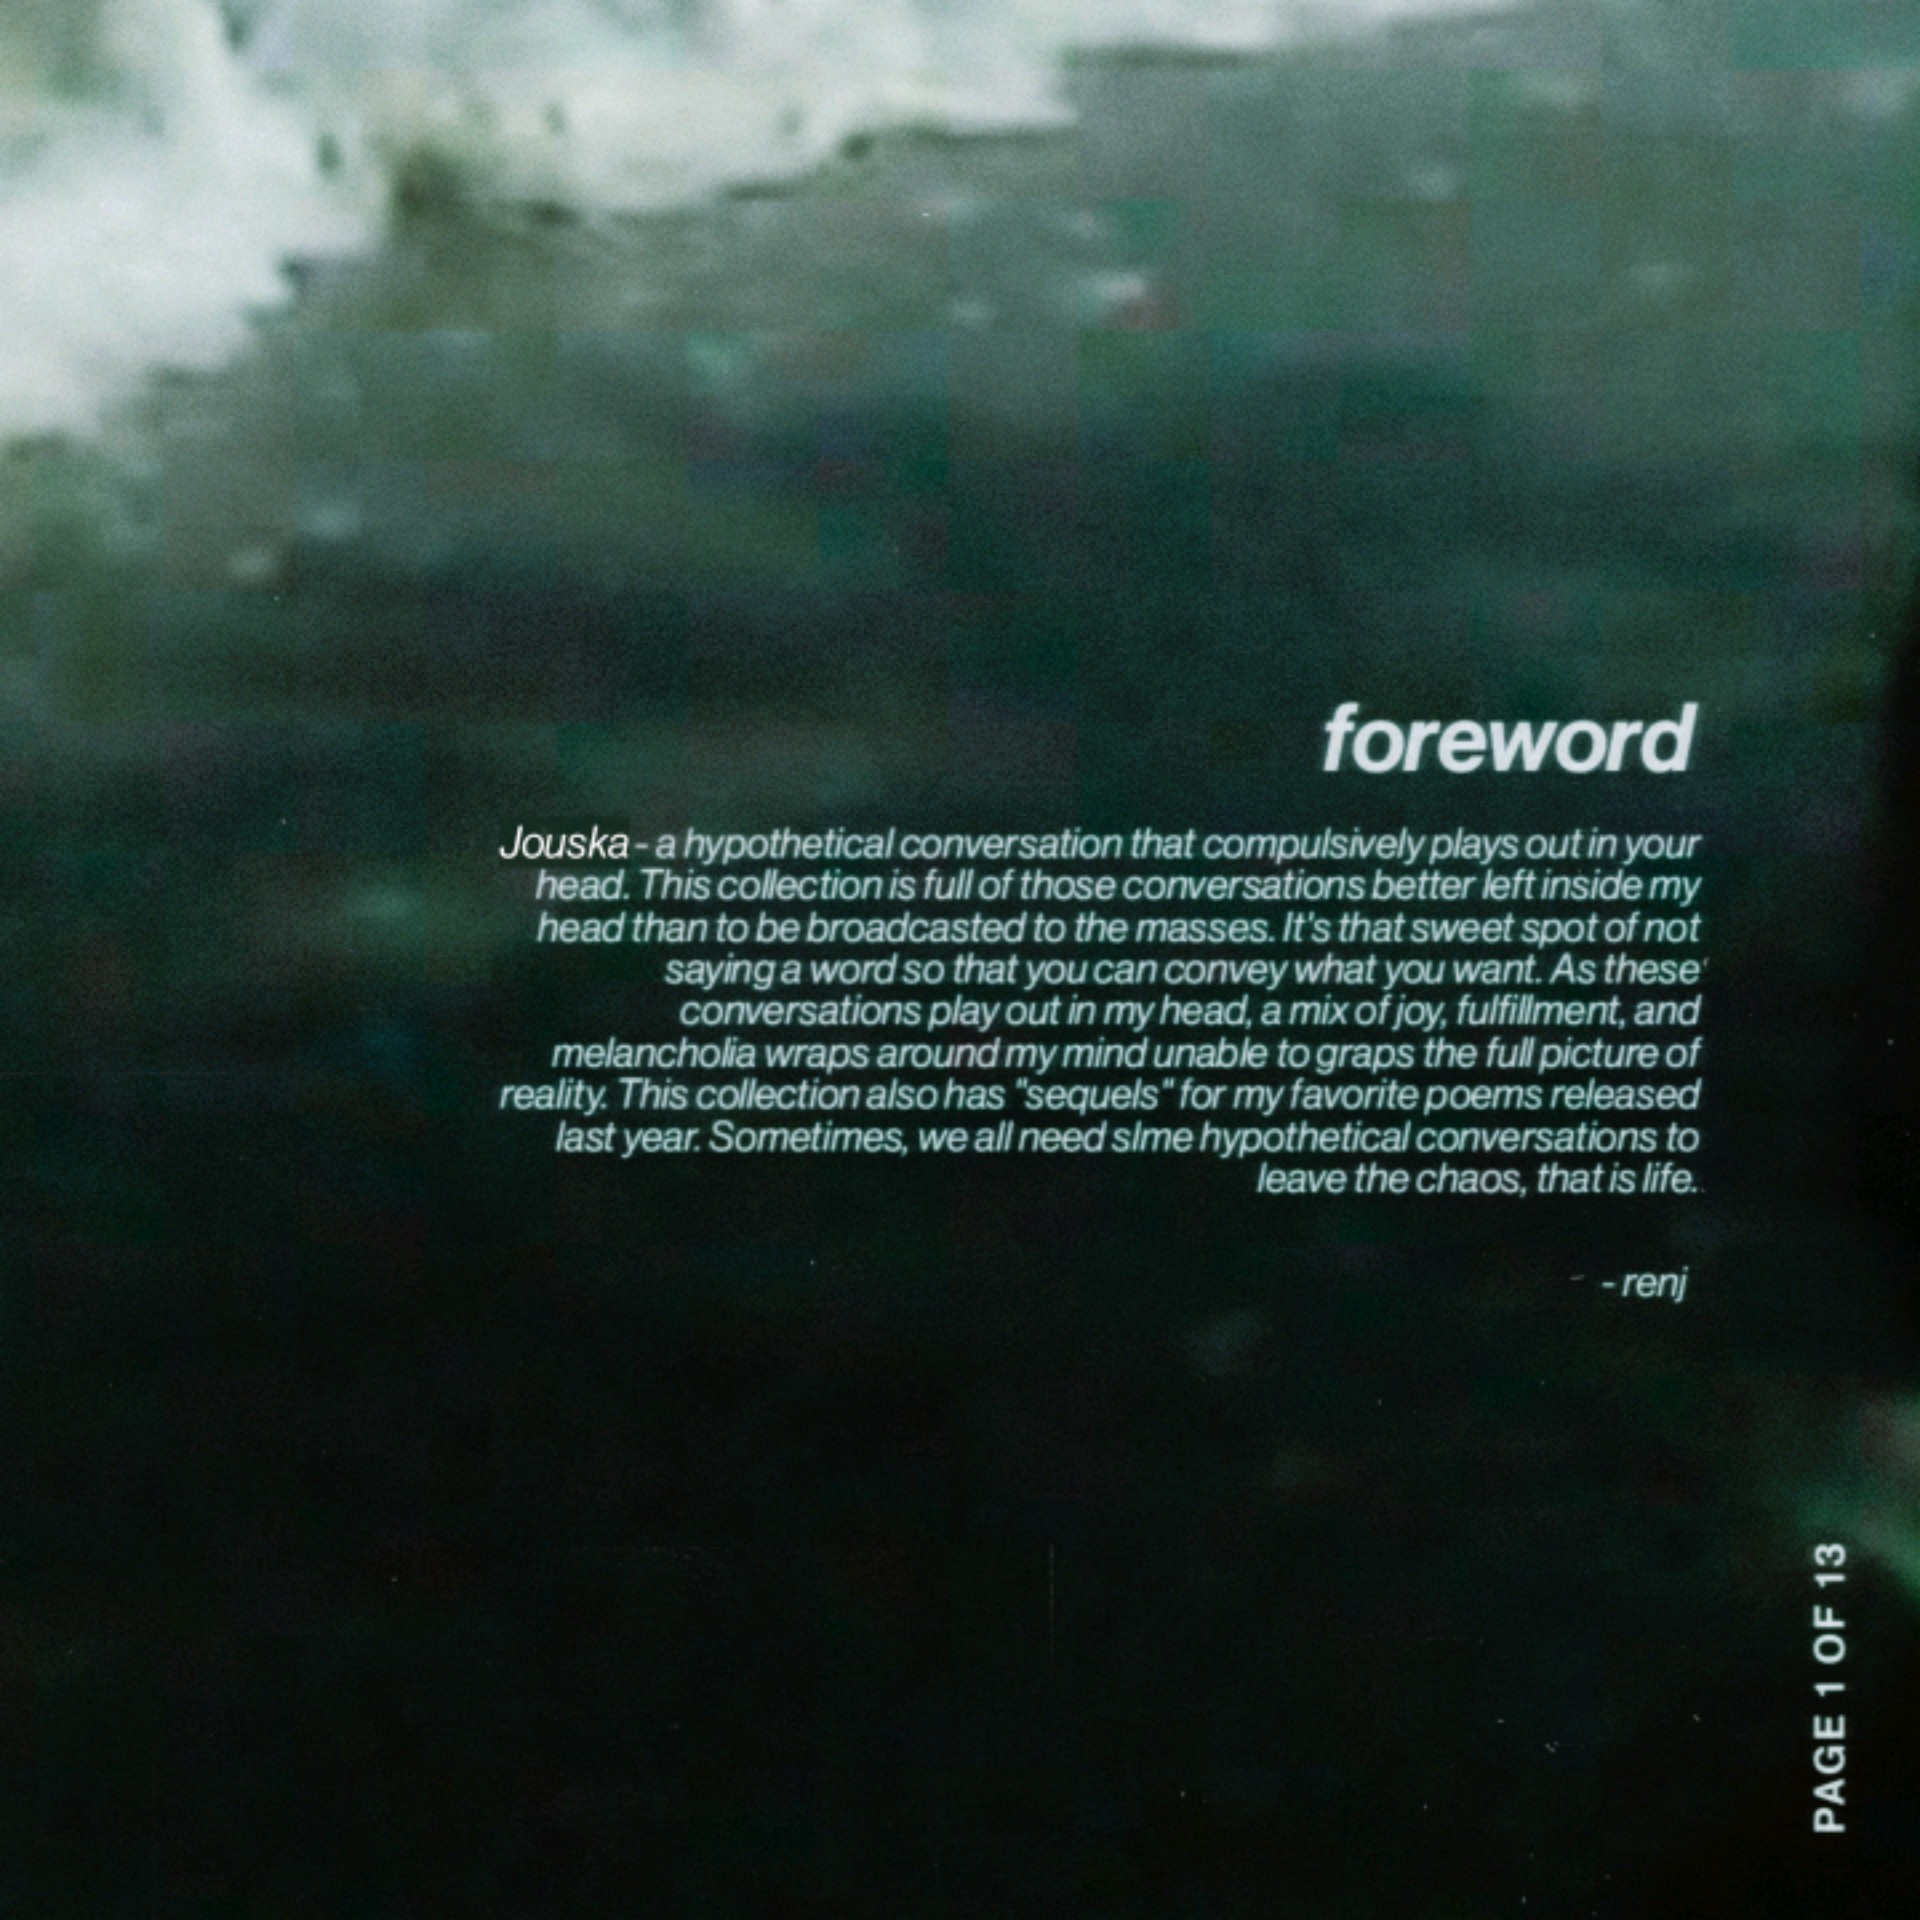 foreword
Jouska - a hypothetical conversation that compulsively plays out in your
head. This collection is full of those conversations better left inside my
head than to be broadcasted to the masses. It's that sweet spot of not
saying a word so that you can convey what you want. As these
conversations play out in my head, a mix of joy, fulfillment, and
melancholia wraps around my mind unable to graps the full picture of
reality. This collection also has "sequels" for my favorite poems released
last year. Sometimes, we all need slme hypothetical conversations to
leave the chaos, that is life.
- renj
PAGE 1 OF 13